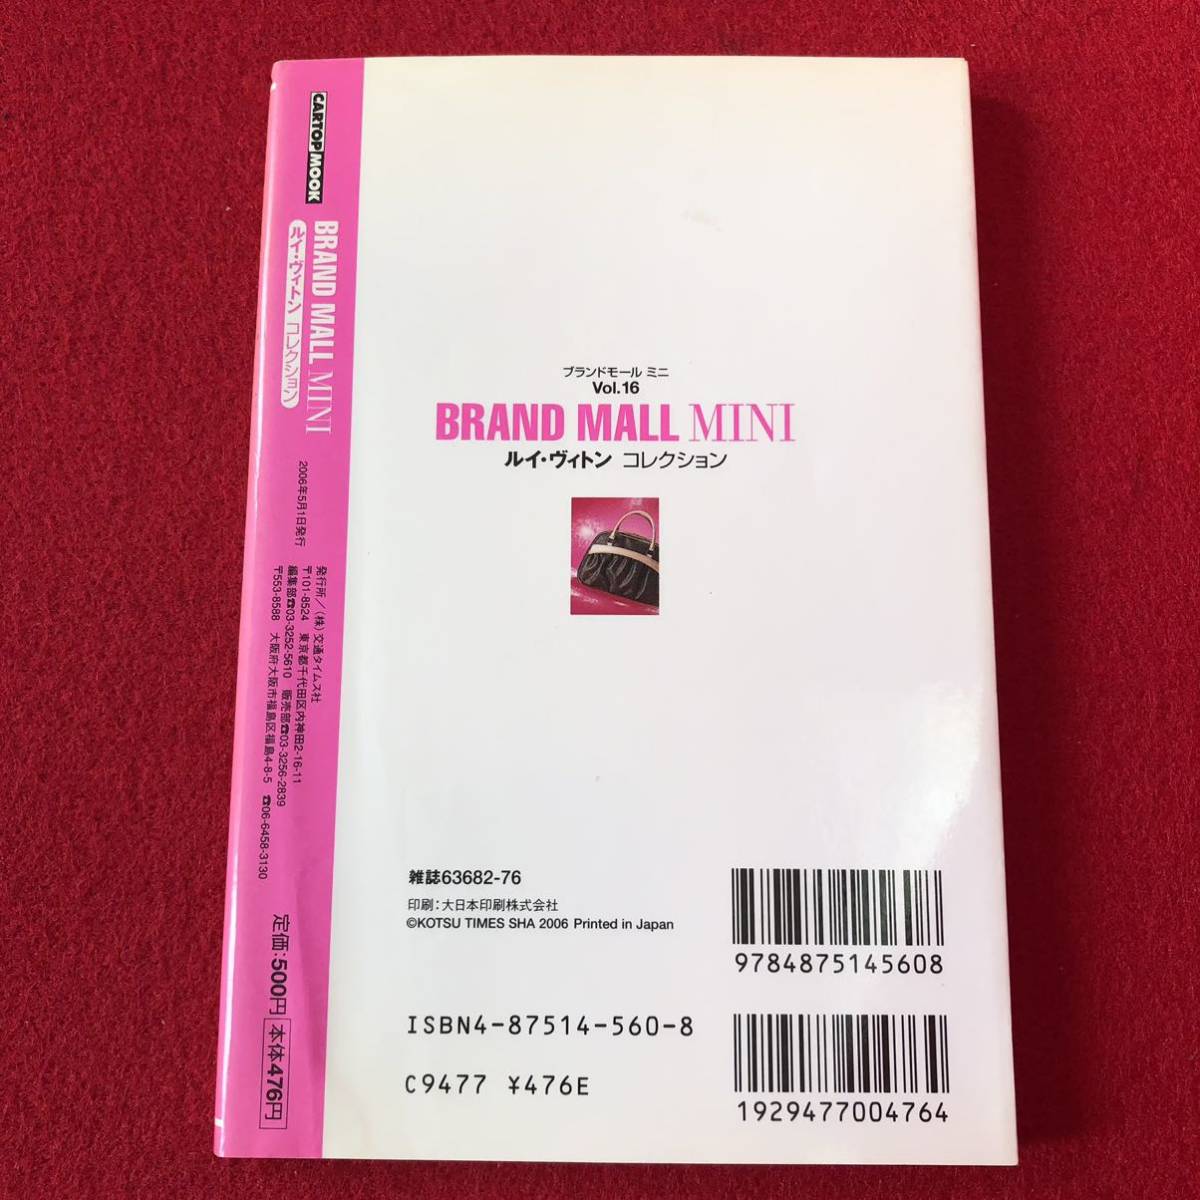 CARTOP MOOK
BRAND MALL MINI
ルイ・ヴィトン コレクション
2006年5月1日発行
発行所／(株)交通タイムス社
〒101-8524 東京都千代田区内神田2-16-11
編集部☎03-3252-5610 販売部☎03-3256-2839
〒553-8588 大阪府大阪市福島区福島4-8-5 ☎06-6458-3130
定価:500円 本体476円
ブランドモール ミニ
Vol.16
BRAND MALL MINI
ルイ・ヴィトン コレクション
雑誌63682-76
印刷:大日本印刷株式会社
©KOTSU TIMES SHA 2006 Printed in Japan
9784875145608
ISBN4-87514-560-8
C9477 ¥476E
1929477004764